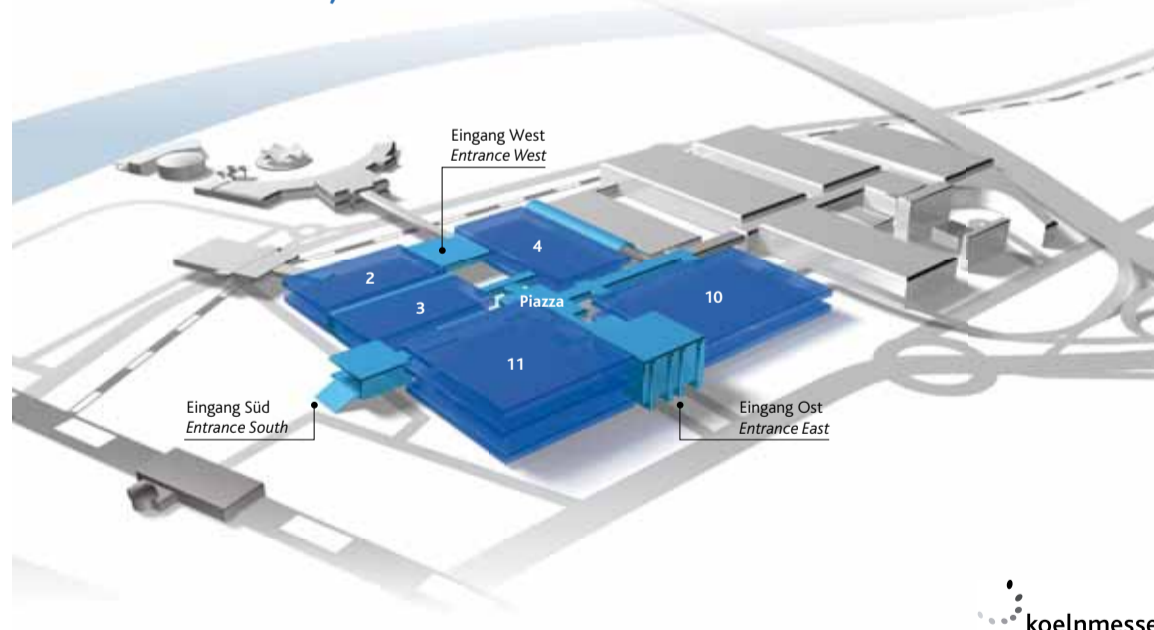 Eingang West
Entrance West
4
2
10
Piazza
3
11
Eingang Süd
Entrance South
Eingang Ost
Entrance East
koelnmesse